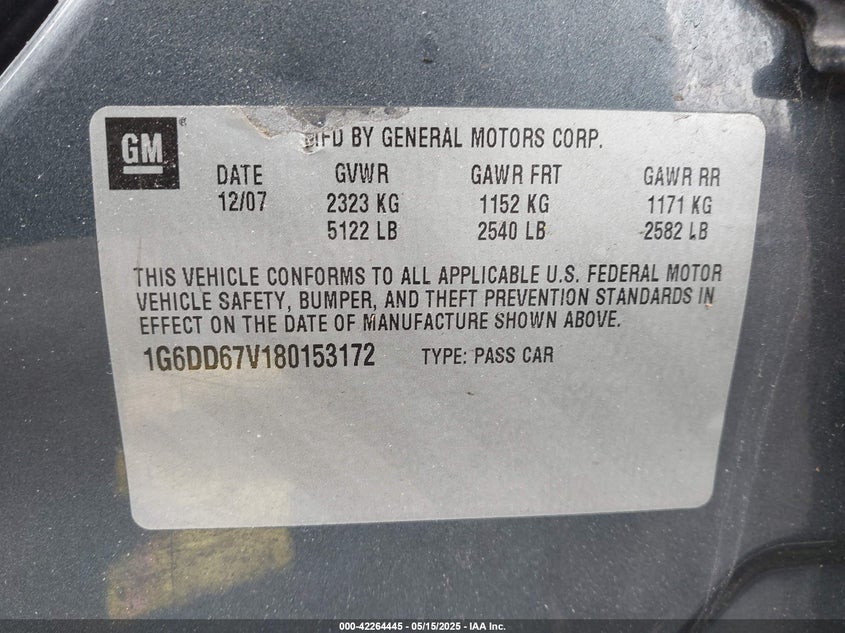 GM ®
MFD BY GENERAL MOTORS CORP.
DATE GVWR GAWR FRT GAWR RR
12/07 2323 KG 1152 KG 1171 KG
5122 LB 2540 LB 2582 LB
THIS VEHICLE CONFORMS TO ALL APPLICABLE U.S. FEDERAL MOTOR
VEHICLE SAFETY, BUMPER, AND THEFT PREVENTION STANDARDS IN
EFFECT ON THE DATE OF MANUFACTURE SHOWN ABOVE.
1G6DD67V180153172 TYPE: PASS CAR
000-42264445 - 05/15/2025 - IAA Inc.